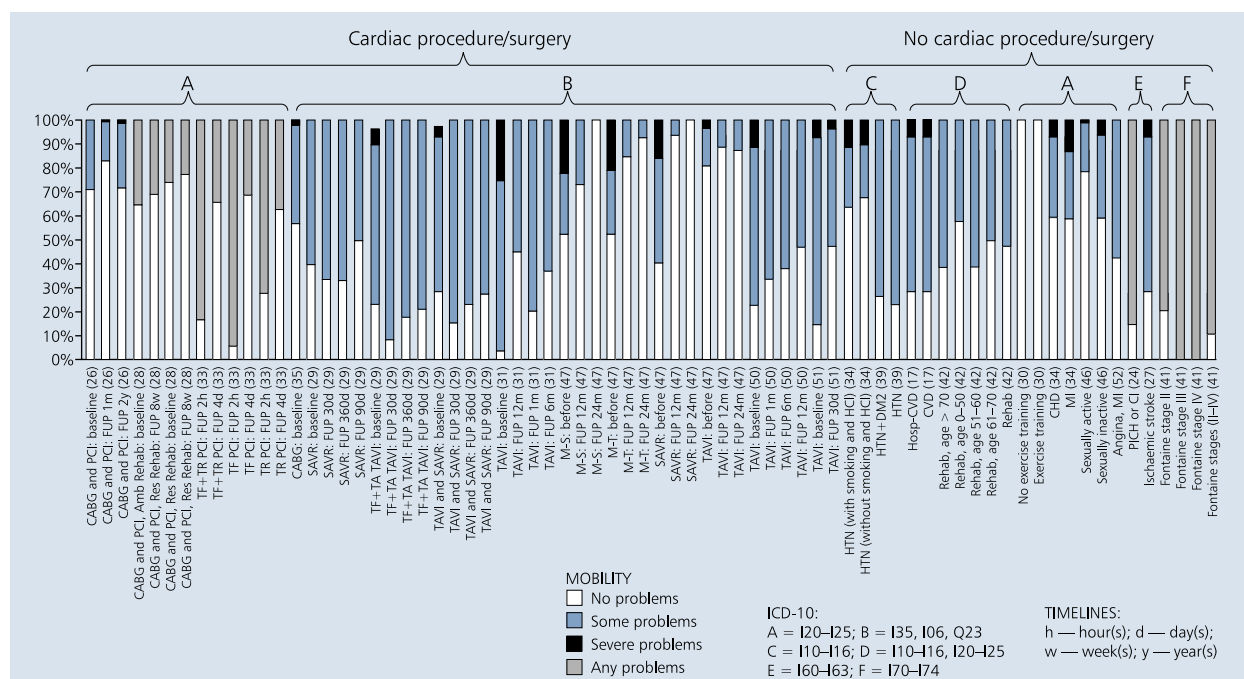 Cardiac procedure/surgery
No cardiac procedure/surgery
A
B
C
D
A
E
F
100%
90%
80%
70%
60%
50%
40%
30%
20%
10%
0%
CABG and PCI: baseline (26)
CABG and PCI: FUP 1m (26)
CABG and PCI: FUP 2y (26)
CABG and PCI, Amb Rehab: baseline (28)
CABG and PCI, Res Rehab: FUP 8w (28)
CABG and PCI, Res Rehab: baseline (28)
CABG and PCI, Res Rehab: FUP 8w (28)
TF+TR PCI: FUP 2h (33)
TF+TR PCI: FUP 4d (33)
TF PCI: FUP 2h (33)
TF PCI: FUP 4d (33)
TR PCI: FUP 2h (33)
TR PCI: FUP 4d (33)
CABG: baseline (35)
SAVR: baseline (29)
SAVR: FUP 30d (29)
SAVR: FUP 360d (29)
SAVR: FUP 90d (29)
TF+TA TAVI: baseline (29)
TF+TA TAVI: FUP 30d (29)
TF+TA TAVI: FUP 360d (29)
TF+TA TAVI: FUP 90d (29)
TAVI and SAVR: baseline (29)
TAVI and SAVR: FUP 30d (29)
TAVI and SAVR: FUP 360d (29)
TAVI and SAVR: FUP 90d (29)
TAVI: baseline (31)
TAVI: FUP 12m (31)
TAVI: FUP 1m (31)
TAVI: FUP 6m (31)
M-S: before (47)
M-S: FUP 12m (47)
M-S: FUP 24m (47)
M-T: before (47)
M-T: FUP 12m (47)
M-T: FUP 24m (47)
SAVR: before (47)
SAVR: FUP 12m (47)
SAVR: FUP 24m (47)
TAVI: before (47)
TAVI: FUP 12m (47)
TAVI: FUP 24m (47)
TAVI: baseline (50)
TAVI: FUP 1m (50)
TAVI: FUP 6m (50)
TAVI: FUP 12m (50)
TAVI: baseline (51)
TAVI: FUP 30d (51)
HTN (with smoking and HCl) (34)
HTN (without smoking and HCl) (34)
HTN+DM2 (39)
HTN (39)
Hosp-CVD (17)
CVD (17)
Rehab, age > 70 (42)
Rehab, age 0–50 (42)
Rehab, age 51–60 (42)
Rehab, age 61–70 (42)
Rehab (42)
No exercise training (30)
Exercise training (30)
CHD (34)
MI (34)
Sexually active (46)
Sexually inactive (46)
Angina, MI (52)
PICH or CI (24)
Ischaemic stroke (27)
Fontaine stage II (41)
Fontaine stage III (41)
Fontaine stage IV (41)
Fontaine stages (II–IV) (41)
MOBILITY
No problems
Some problems
Severe problems
Any problems
ICD-10:
A = I20–I25; B = I35, I06, Q23
C = I10–I16; D = I10–I16, I20–I25
E = I60–I63; F = I70–I74
TIMELINES:
h — hour(s); d — day(s);
w — week(s); y — year(s)